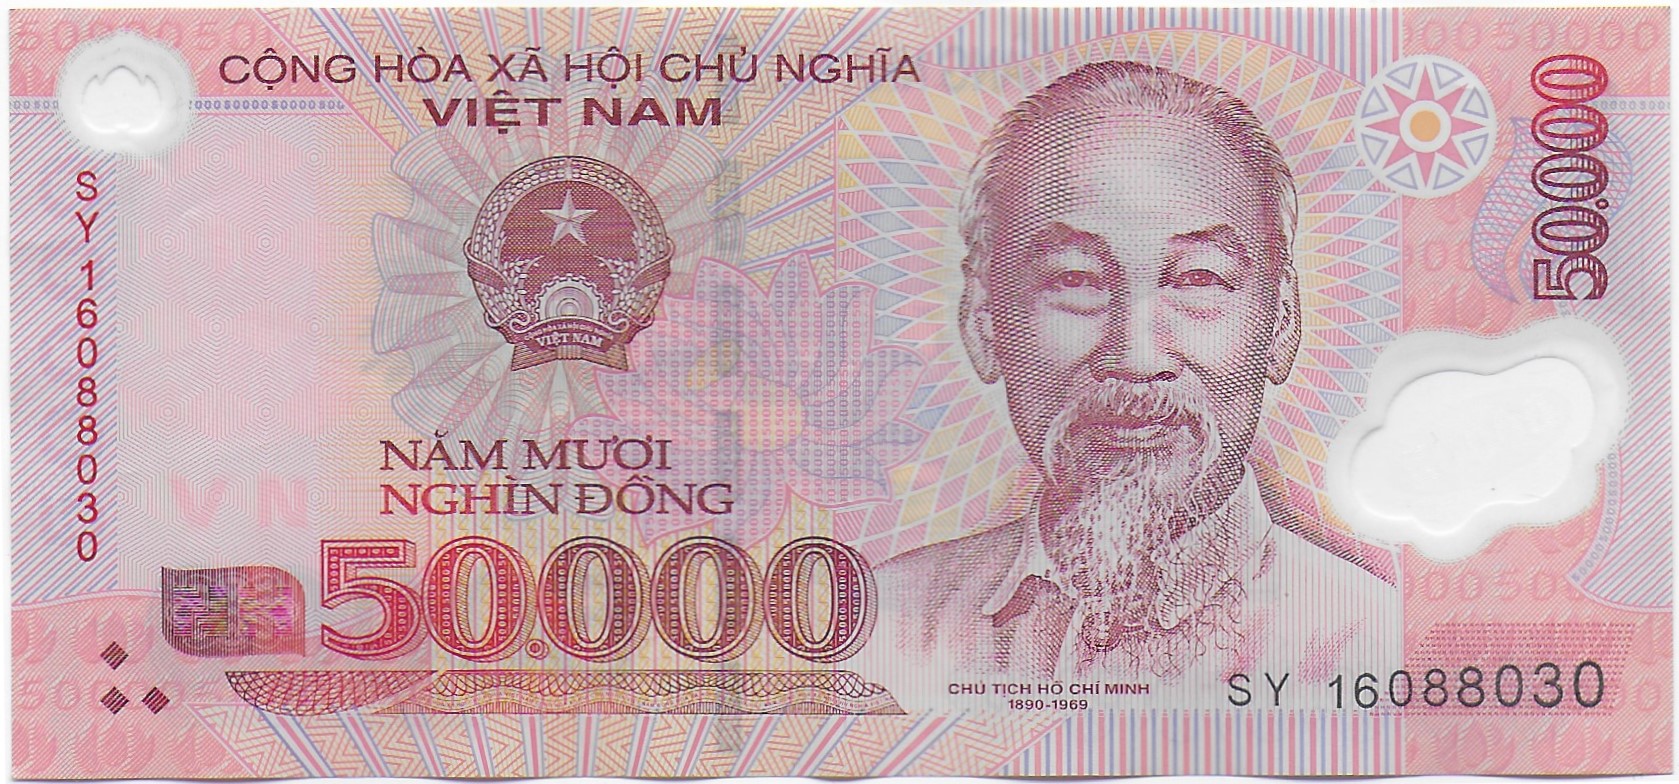 CỘNG HÒA XÃ HỘI CHỦ NGHĨA
VIỆT NAM
50.000
SY 16088030
VIỆT NAM
NĂM MƯƠI
NGHÌN ĐỒNG
VN
50.000
CHỦ TỊCH HỒ CHÍ MINH
1890-1969
SY 16088030